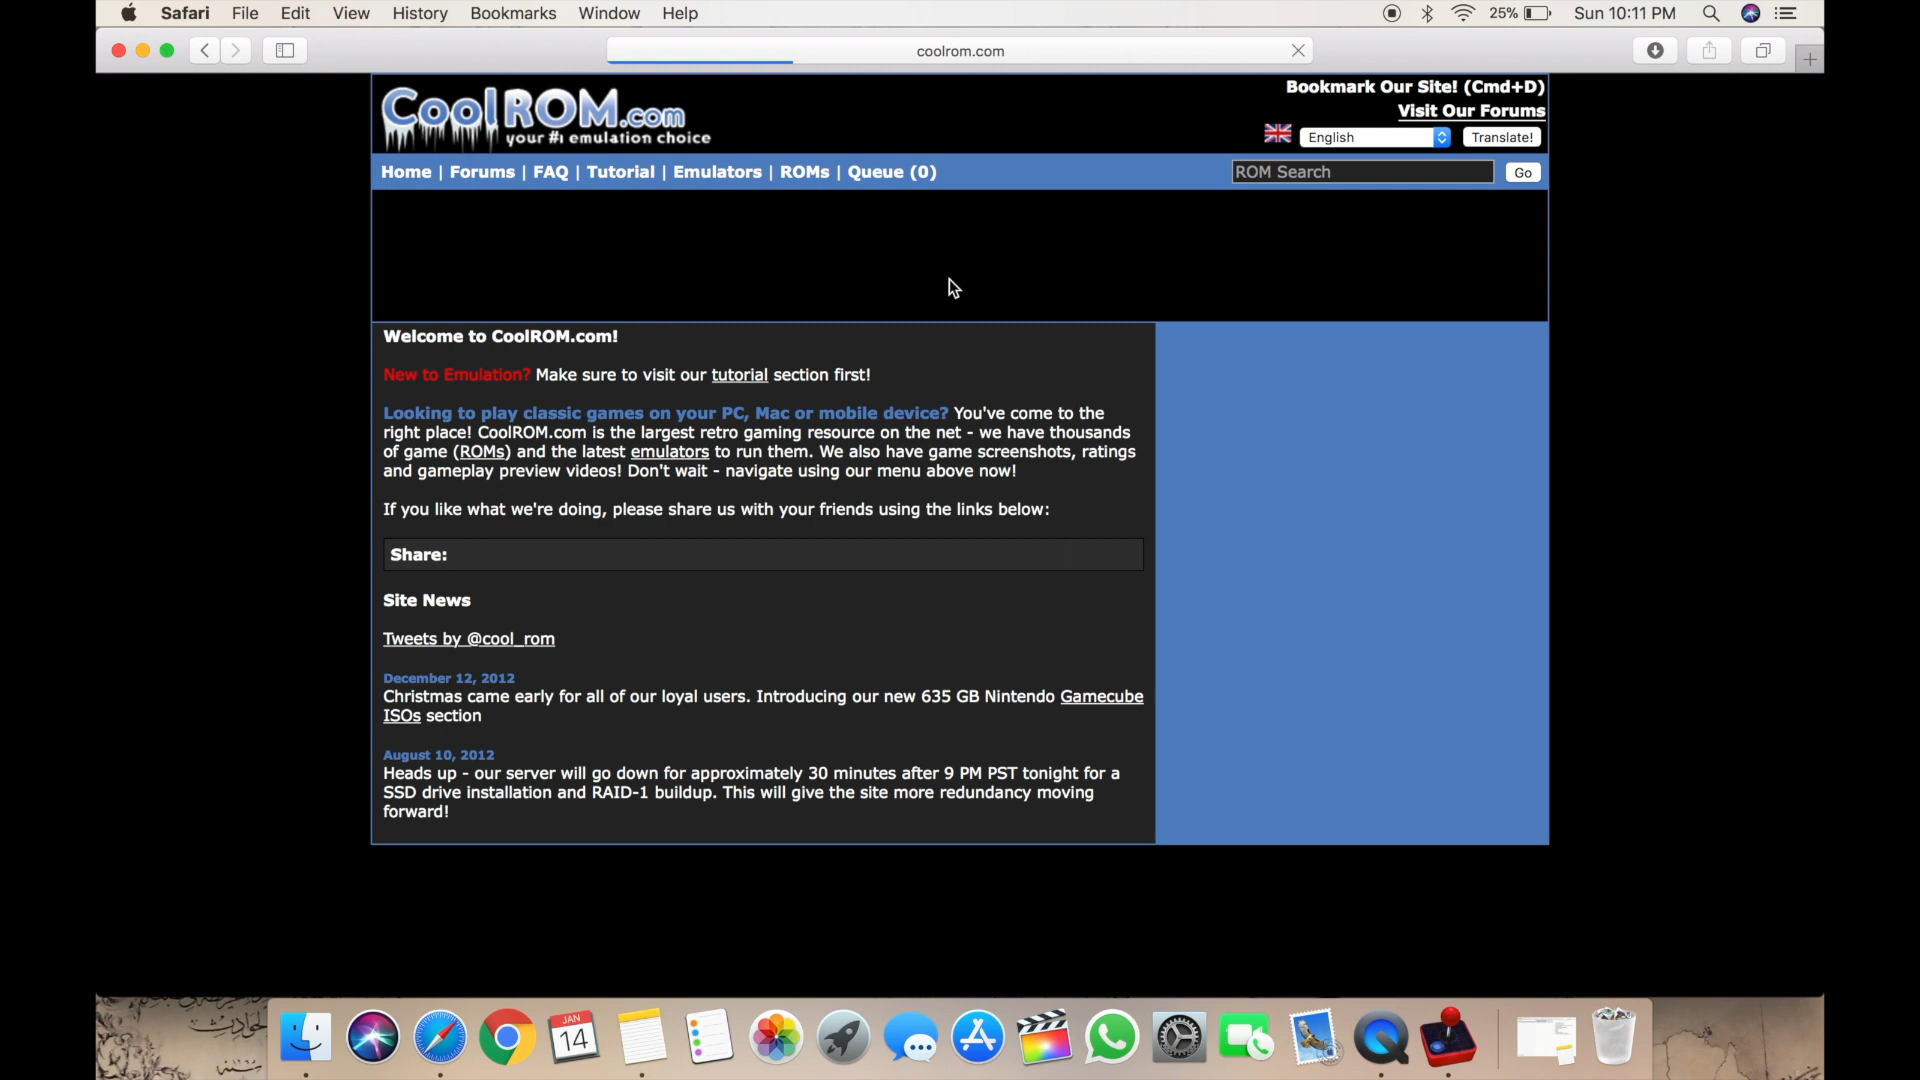 Safari File Edit View History Bookmarks Window Help 25% Sun 10:11 PM
coolrom.com
CoolROM.com
your #1 emulation choice
Bookmark Our Site! (Cmd+D)
Visit Our Forums
English Translate!
Home | Forums | FAQ | Tutorial | Emulators | ROMs | Queue (0) ROM Search Go
Welcome to CoolROM.com!
New to Emulation? Make sure to visit our tutorial section first!
Looking to play classic games on your PC, Mac or mobile device? You've come to the
right place! CoolROM.com is the largest retro gaming resource on the net - we have thousands
of game (ROMs) and the latest emulators to run them. We also have game screenshots, ratings
and gameplay preview videos! Don't wait - navigate using our menu above now!
If you like what we're doing, please share us with your friends using the links below:
Share:
Site News
Tweets by @cool_rom
December 12, 2012
Christmas came early for all of our loyal users. Introducing our new 635 GB Nintendo Gamecube
ISOs section
August 10, 2012
Heads up - our server will go down for approximately 30 minutes after 9 PM PST tonight for a
SSD drive installation and RAID-1 buildup. This will give the site more redundancy moving
forward!
JAN
14